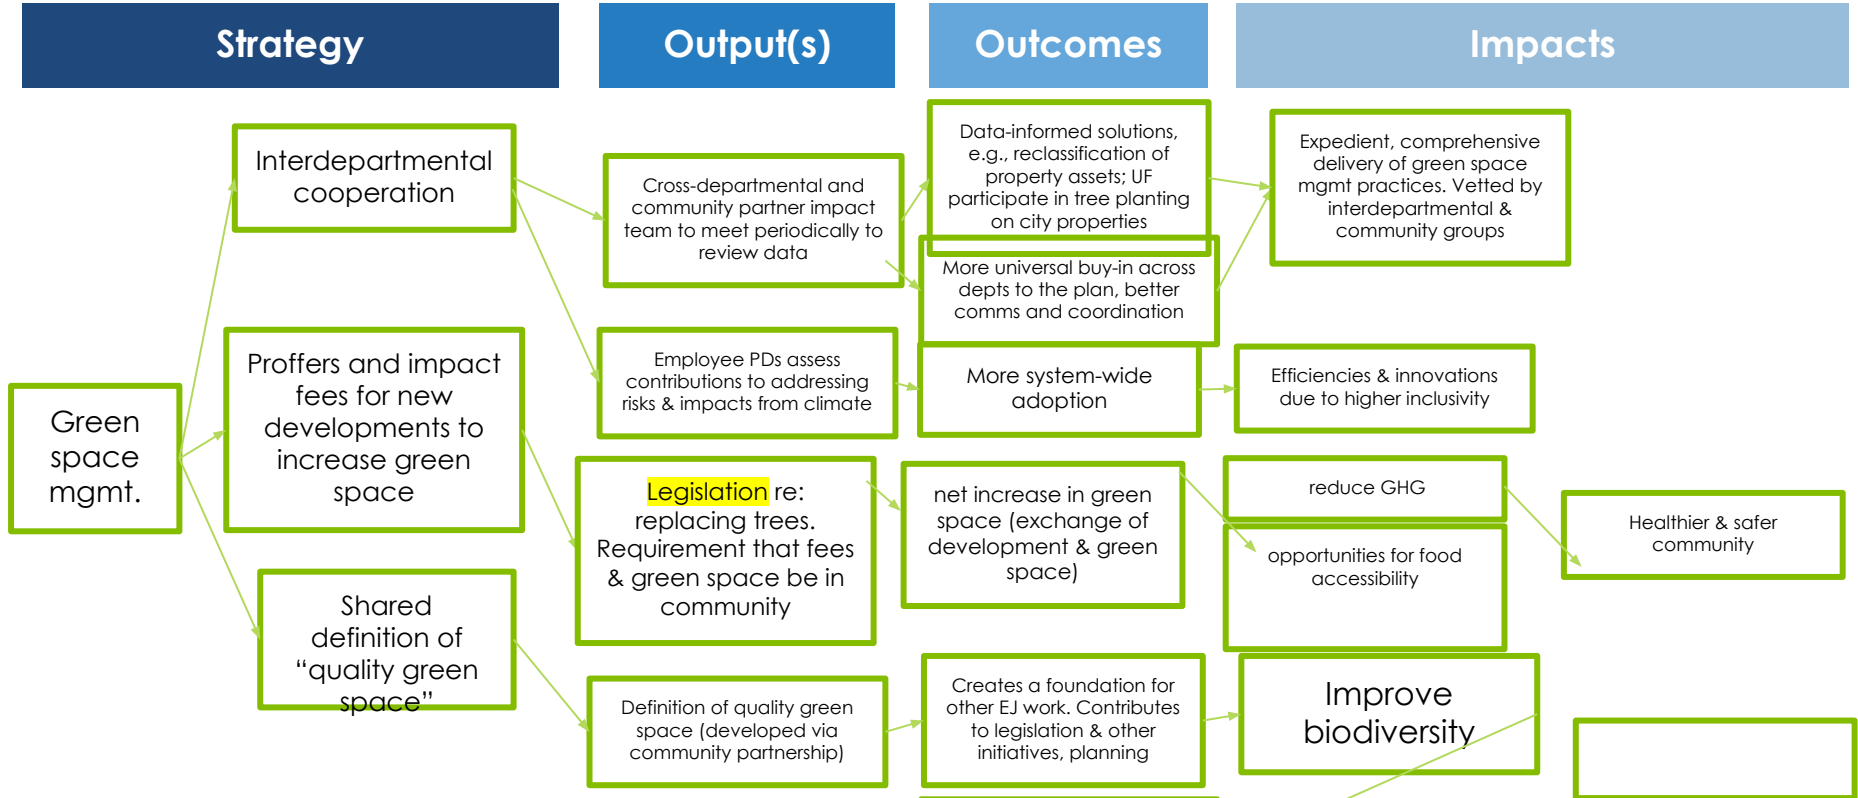 Strategy
Output(s)
Outcomes
Impacts
Green
space
mgmt.
Interdepartmental
cooperation
Proffers and impact
fees for new
developments to
increase green
space
Shared
definition of
“quality green
space”
Cross-departmental and
community partner impact
team to meet periodically to
review data
Employee PDs assess
contributions to addressing
risks & impacts from climate
Legislation re:
replacing trees.
Requirement that fees
& green space be in
community
Definition of quality green
space (developed via
community partnership)
Data-informed solutions,
e.g., reclassification of
property assets; UF
participate in tree planting
on city properties
More universal buy-in across
depts to the plan, better
comms and coordination
More system-wide
adoption
net increase in green
space (exchange of
development & green
space)
Creates a foundation for
other EJ work. Contributes
to legislation & other
initiatives, planning
Expedient, comprehensive
delivery of green space
mgmt practices. Vetted by
interdepartmental &
community groups
Efficiencies & innovations
due to higher inclusivity
reduce GHG
opportunities for food
accessibility
Improve
biodiversity
Healthier & safer
community